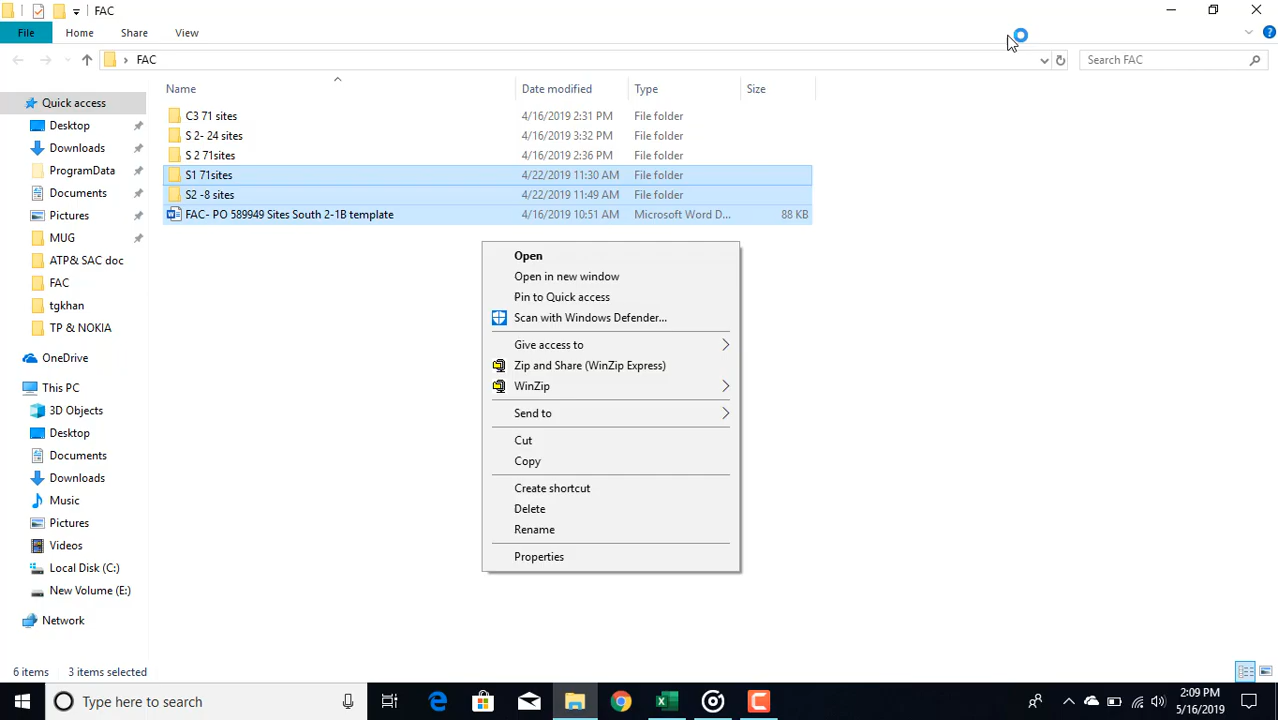 FAC
File Home Share View
FAC
Search FAC
Name Date modified Type Size
Quick access
Desktop
Downloads
ProgramData
Documents
Pictures
MUG
ATP& SAC doc
FAC
tgkhan
TP & NOKIA
OneDrive
This PC
3D Objects
Desktop
Documents
Downloads
Music
Pictures
Videos
Local Disk (C:)
New Volume (E:)
Network
C3 71 sites 4/16/2019 2:31 PM File folder
S 2- 24 sites 4/16/2019 3:32 PM File folder
S 2 71sites 4/16/2019 2:36 PM File folder
S1 71sites 4/22/2019 11:30 AM File folder
S2 -8 sites 4/22/2019 11:49 AM File folder
FAC- PO 589949 Sites South 2-1B template 4/16/2019 10:51 AM Microsoft Word D... 88 KB
Open
Open in new window
Pin to Quick access
Scan with Windows Defender...
Give access to
Zip and Share (WinZip Express)
WinZip
Send to
Cut
Copy
Create shortcut
Delete
Rename
Properties
6 items 3 items selected
Type here to search
2:09 PM
5/16/2019